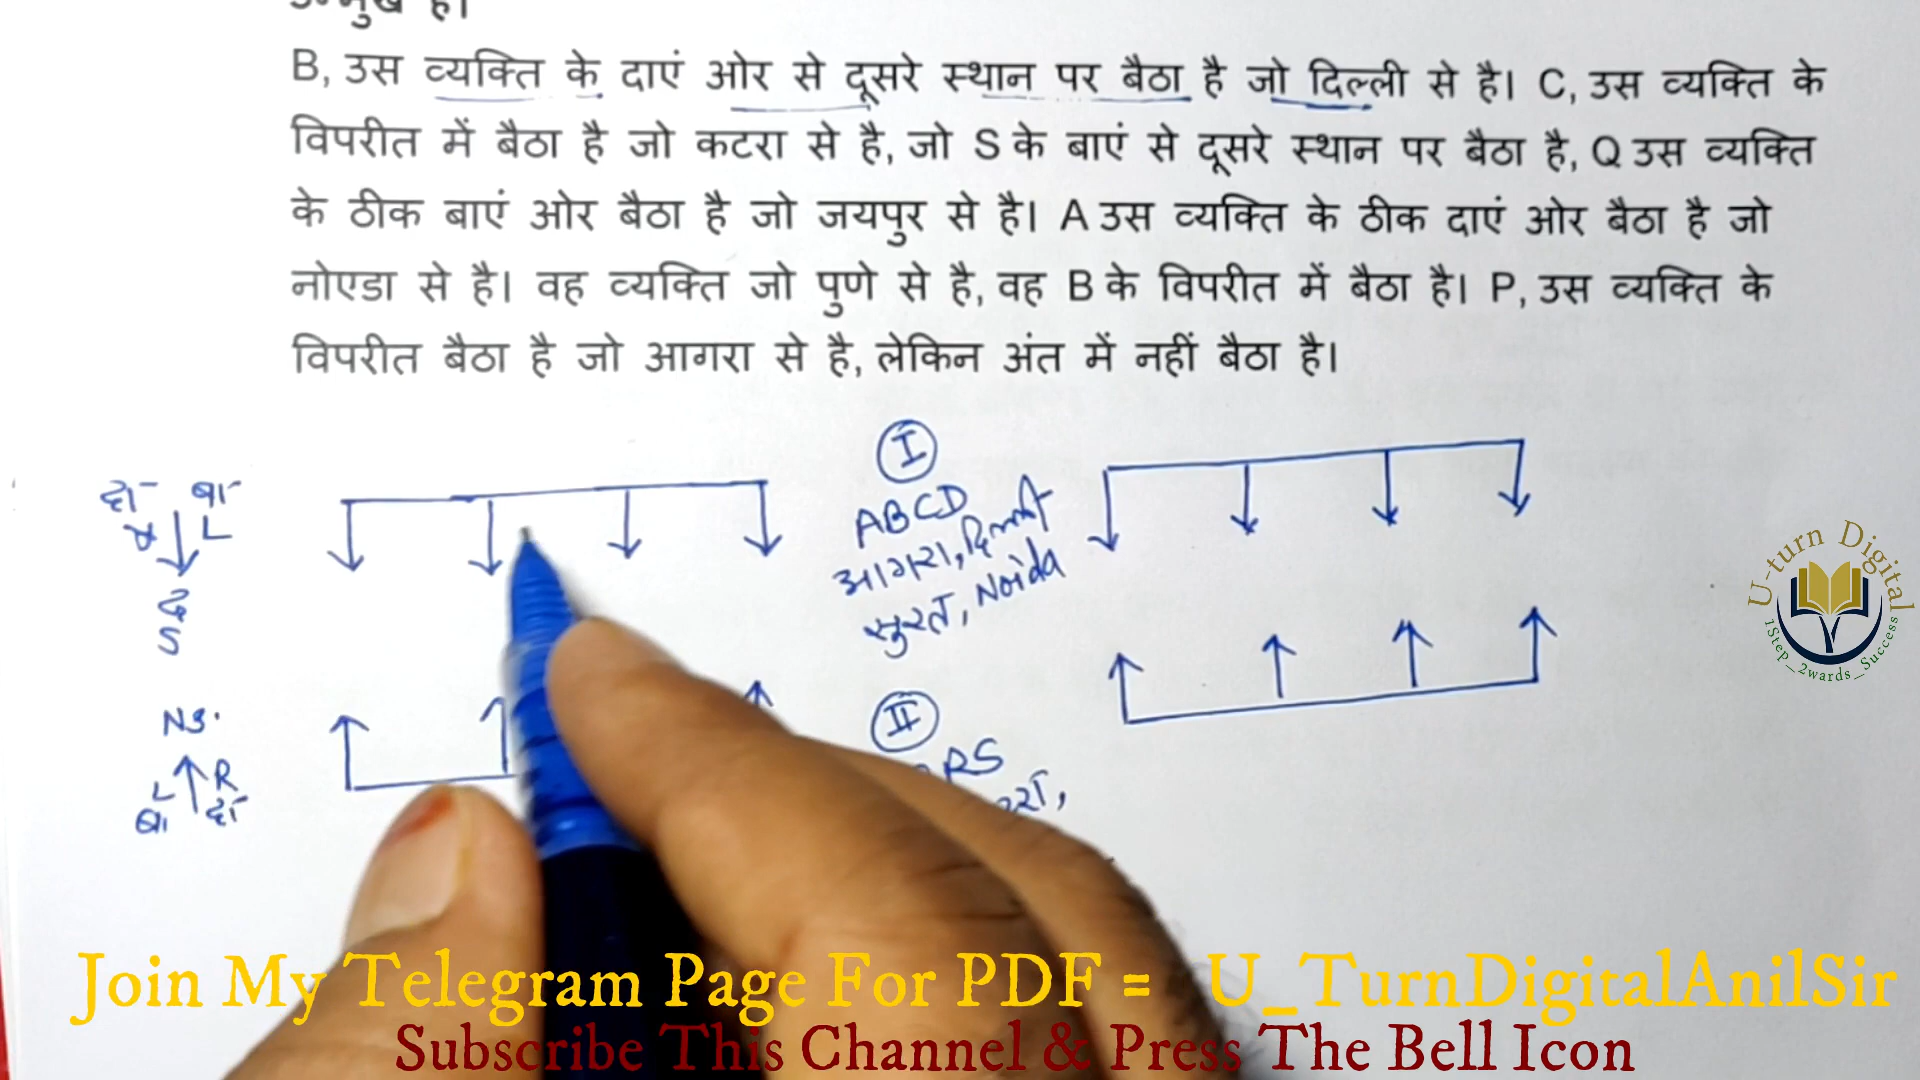 B, उस व्यक्ति के दाएं ओर से दूसरे स्थान पर बैठा है जो दिल्ली से है। C, उस व्यक्ति के
विपरीत में बैठा है जो कटरा से है, जो S के बाएं से दूसरे स्थान पर बैठा है, Q उस व्यक्ति
के ठीक बाएं ओर बैठा है जो जयपुर से है। A उस व्यक्ति के ठीक दाएं ओर बैठा है जो
नोएडा से है। वह व्यक्ति जो पुणे से है, वह B के विपरीत में बैठा है। P, उस व्यक्ति के
विपरीत बैठा है जो आगरा से है, लेकिन अंत में नहीं बैठा है।
I
ABCD
आगरा, दिल्ली
सुरत, Noida
दा बा
L
द
S
II
RS
L R
बा दा
U-turn Digital
1Step_2wards_Success
Join My Telegram Page For PDF = U_TurnDigitalAnilSir
Subscribe This Channel & Press The Bell Icon